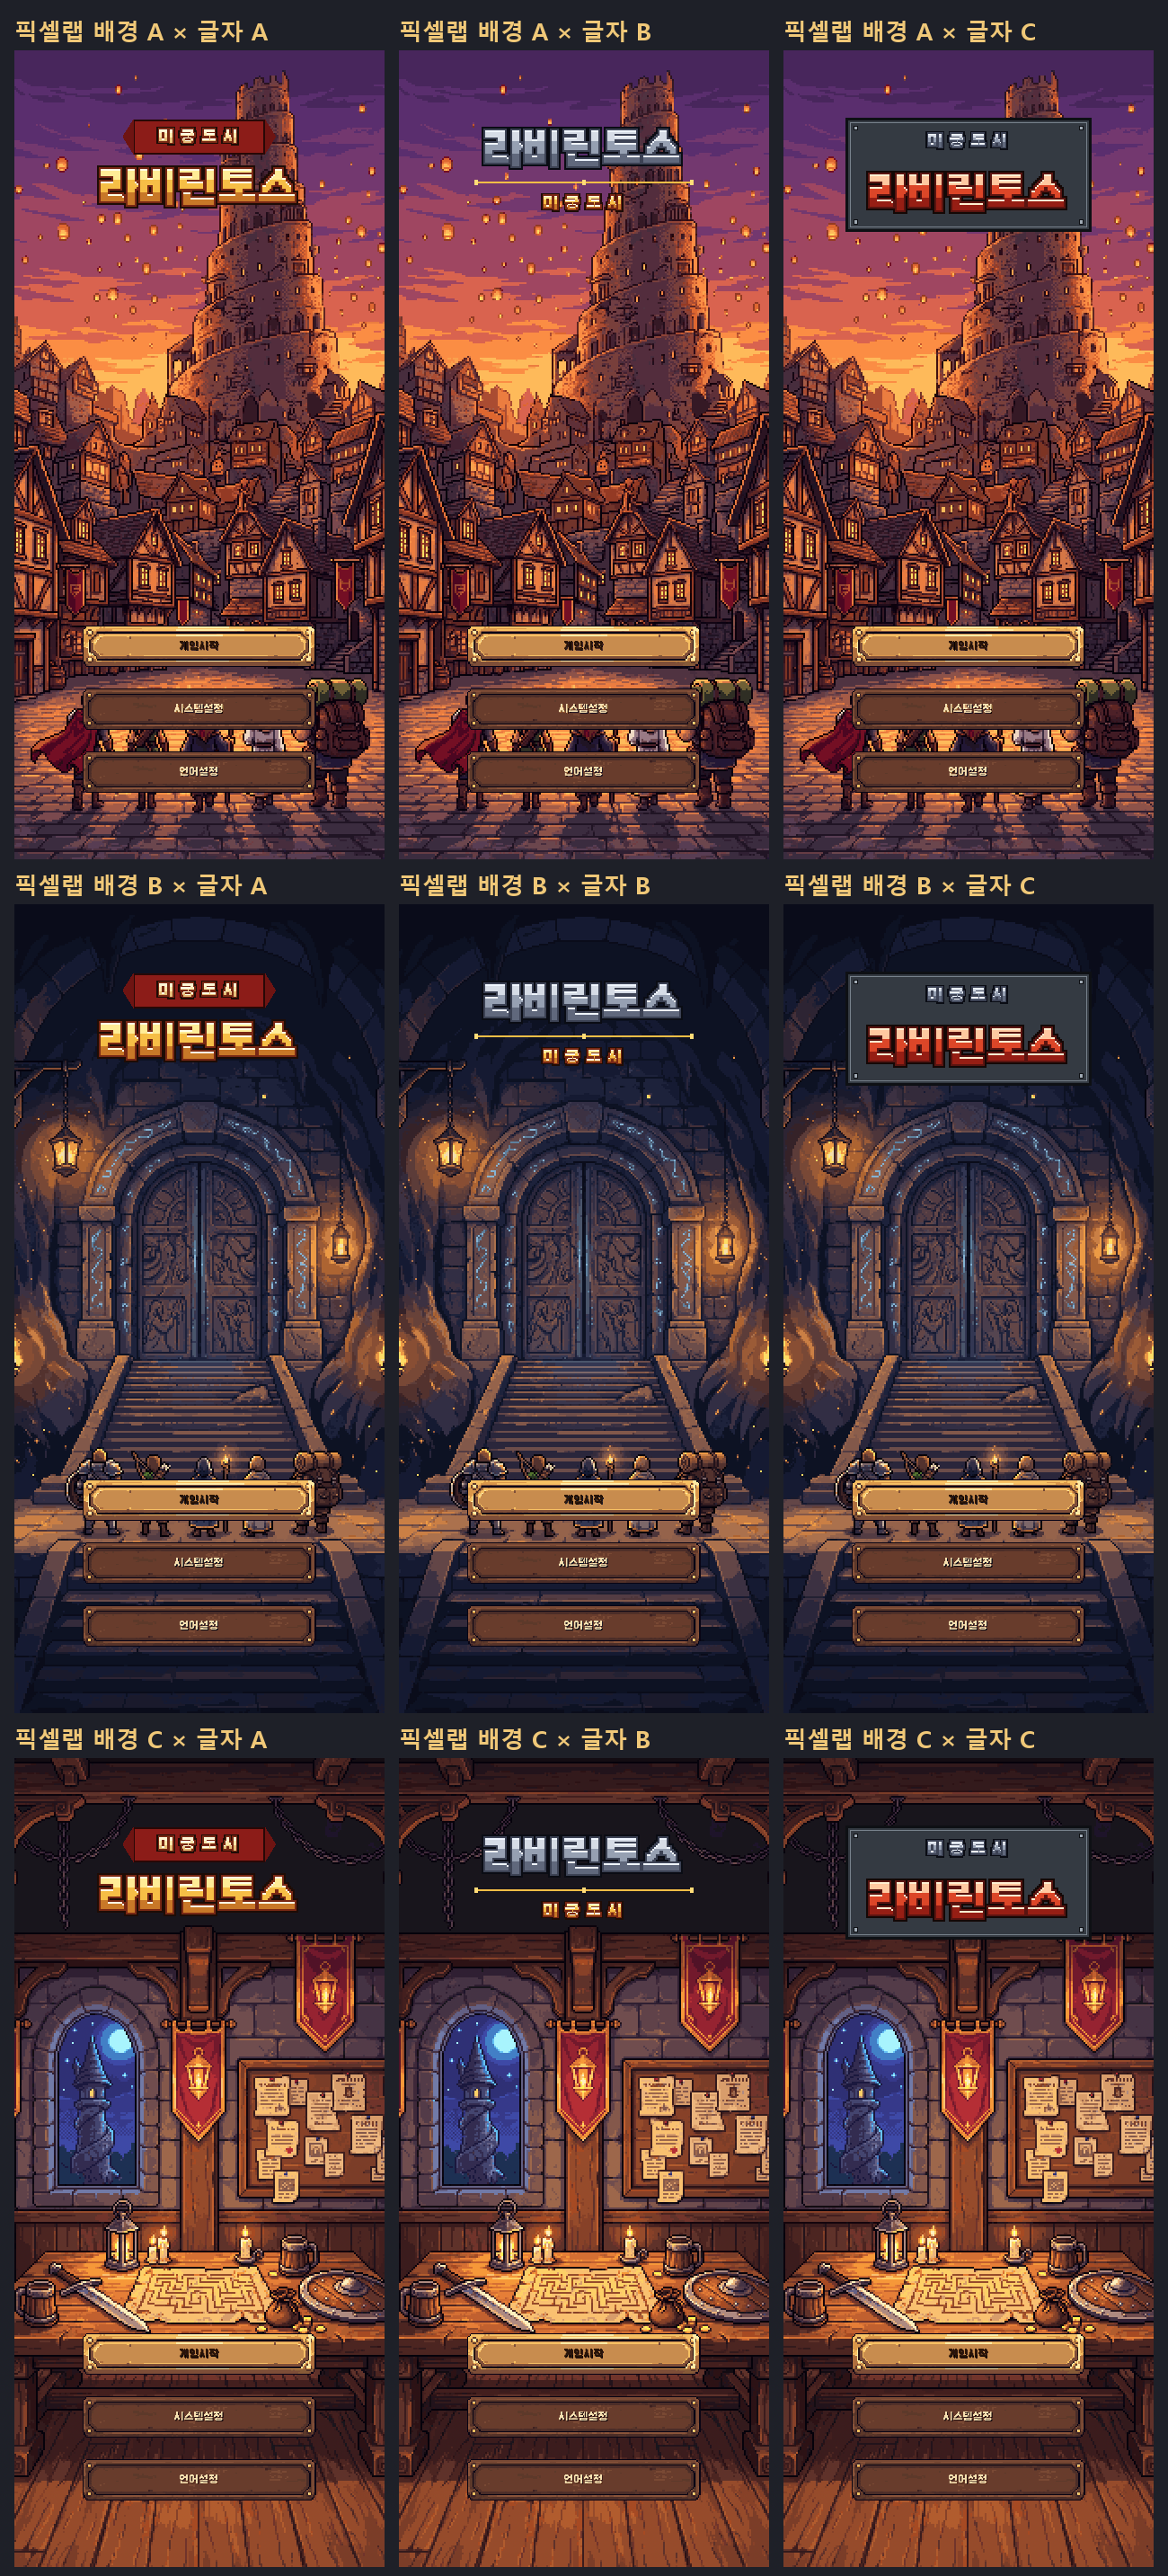 픽셀랩 배경 A × 글자 A
미궁도시
라비린토스
게임시작
시스템설정
언어설정
픽셀랩 배경 A × 글자 B
라비린토스
미궁도시
게임시작
시스템설정
언어설정
픽셀랩 배경 A × 글자 C
미궁도시
라비린토스
게임시작
시스템설정
언어설정
픽셀랩 배경 B × 글자 A
미궁도시
라비린토스
게임시작
시스템설정
언어설정
픽셀랩 배경 B × 글자 B
라비린토스
미궁도시
게임시작
시스템설정
언어설정
픽셀랩 배경 B × 글자 C
미궁도시
라비린토스
게임시작
시스템설정
언어설정
픽셀랩 배경 C × 글자 A
미궁도시
라비린토스
게임시작
시스템설정
언어설정
픽셀랩 배경 C × 글자 B
라비린토스
미궁도시
게임시작
시스템설정
언어설정
픽셀랩 배경 C × 글자 C
미궁도시
라비린토스
게임시작
시스템설정
언어설정